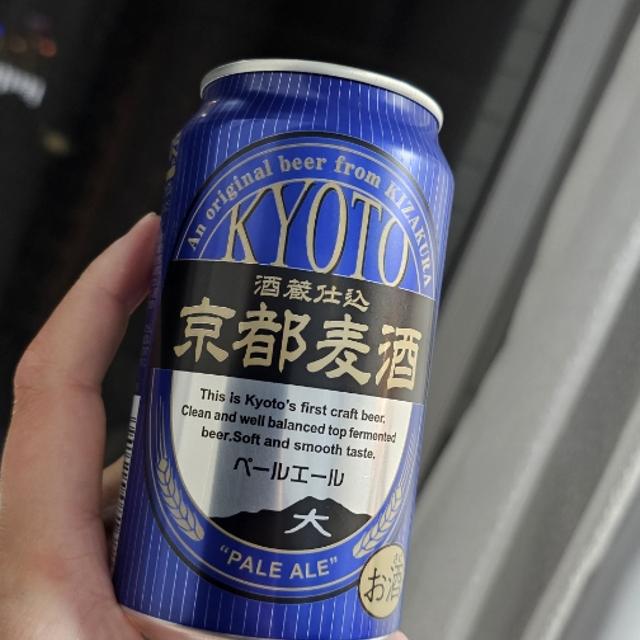 An original beer from KIZAKURA
KYOTO
酒蔵仕込
京都麦酒
This is Kyoto's first craft beer.
Clean and well balanced top fermented
beer.Soft and smooth taste.
ペールエール
大
"PALE ALE"
お酒